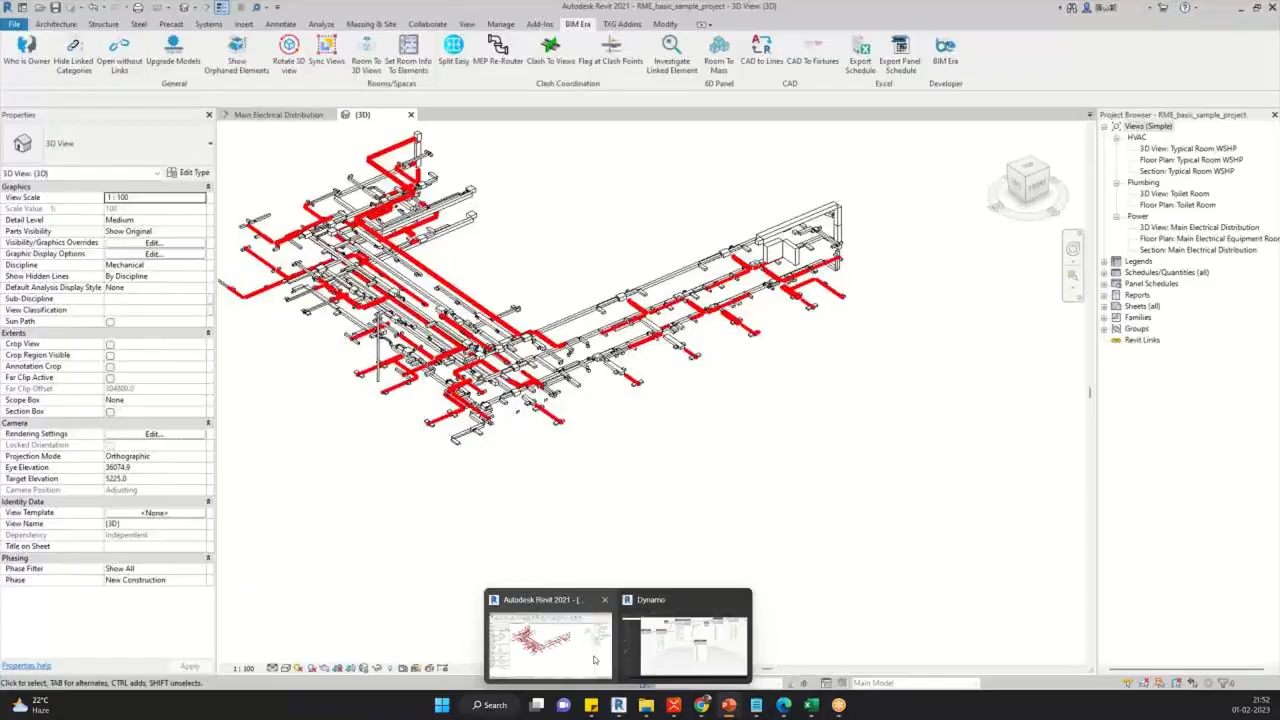 Autodesk Revit 2021 - RME_basic_sample_project - 3D View: {3D}
File Architecture Structure Steel Precast Systems Insert Annotate Analyze Massing & Site Collaborate View Manage Add-Ins BIM Era TXG Addins Modify
Who is Owner
Hide Linked Categories
Open without Links
Upgrade Models
Show Orphaned Elements
Rotate 3D view
Sync Views
Room To 3D Views
Set Room Info To Elements
Split Easy
MEP Re-Router
Clash To Views
Flag at Clash Points
Investigate Linked Element
Room To Mass
CAD to Lines
CAD To Fixtures
Export Schedule
Export Panel Schedule
BIM Era
General
Rooms/Spaces
Clash Coordination
6D Panel
CAD
Excel
Developer
Properties
3D View
3D View: {3D}
Edit Type
Graphics
View Scale 1 : 100
Scale Value 1: 100
Detail Level Medium
Parts Visibility Show Original
Visibility/Graphics Overrides Edit...
Graphic Display Options Edit...
Discipline Mechanical
Show Hidden Lines By Discipline
Default Analysis Display Style None
Sub-Discipline
View Classification
Sun Path
Extents
Crop View
Crop Region Visible
Annotation Crop
Far Clip Active
Far Clip Offset 304800.0
Scope Box None
Section Box
Camera
Rendering Settings Edit...
Locked Orientation
Projection Mode Orthographic
Eye Elevation 36074.9
Target Elevation 5225.0
Camera Position Adjusting
Identity Data
View Template <None>
View Name {3D}
Dependency Independent
Title on Sheet
Phasing
Phase Filter Show All
Phase New Construction
Properties help
Apply
Main Electrical Distribution
{3D}
FRONT
Project Browser - RME_basic_sample_project
Views (Simple)
HVAC
3D View: Typical Room WSHP
Floor Plan: Typical Room WSHP
Section: Typical Room WSHP
Plumbing
3D View: Toilet Room
Floor Plan: Toilet Room
Power
3D View: Main Electrical Distribution
Floor Plan: Main Electrical Equipment Room
Section: Main Electrical Distribution
Legends
Schedules/Quantities (all)
Panel Schedules
Reports
Sheets (all)
Families
Groups
Revit Links
Autodesk Revit 2021 - [...
Dynamo
1 : 100
Click to select, TAB for alternates, CTRL adds, SHIFT unselects.
:0
Main Model
:0
22°C
Haze
Search
21:52
01-02-2023